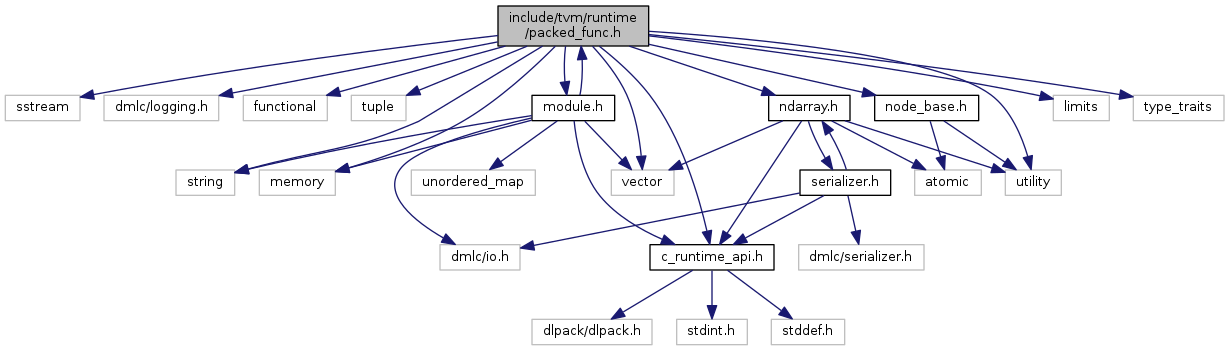 include/tvm/runtime
/packed_func.h
sstream
dmlc/logging.h
functional
tuple
module.h
ndarray.h
node_base.h
limits
type_traits
string
memory
unordered_map
vector
serializer.h
atomic
utility
dmlc/io.h
c_runtime_api.h
dmlc/serializer.h
dlpack/dlpack.h
stdint.h
stddef.h